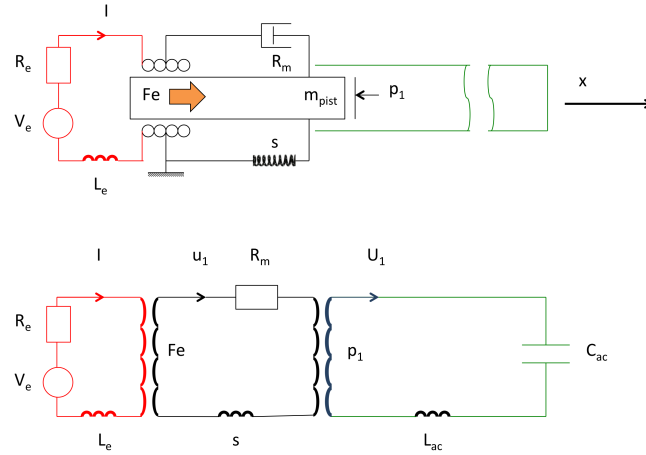 I
R_e
R_m
Fe
m_pist
p_1
x
V_e
s
L_e
I
u_1
R_m
U_1
R_e
Fe
p_1
C_ac
V_e
L_e
s
L_ac